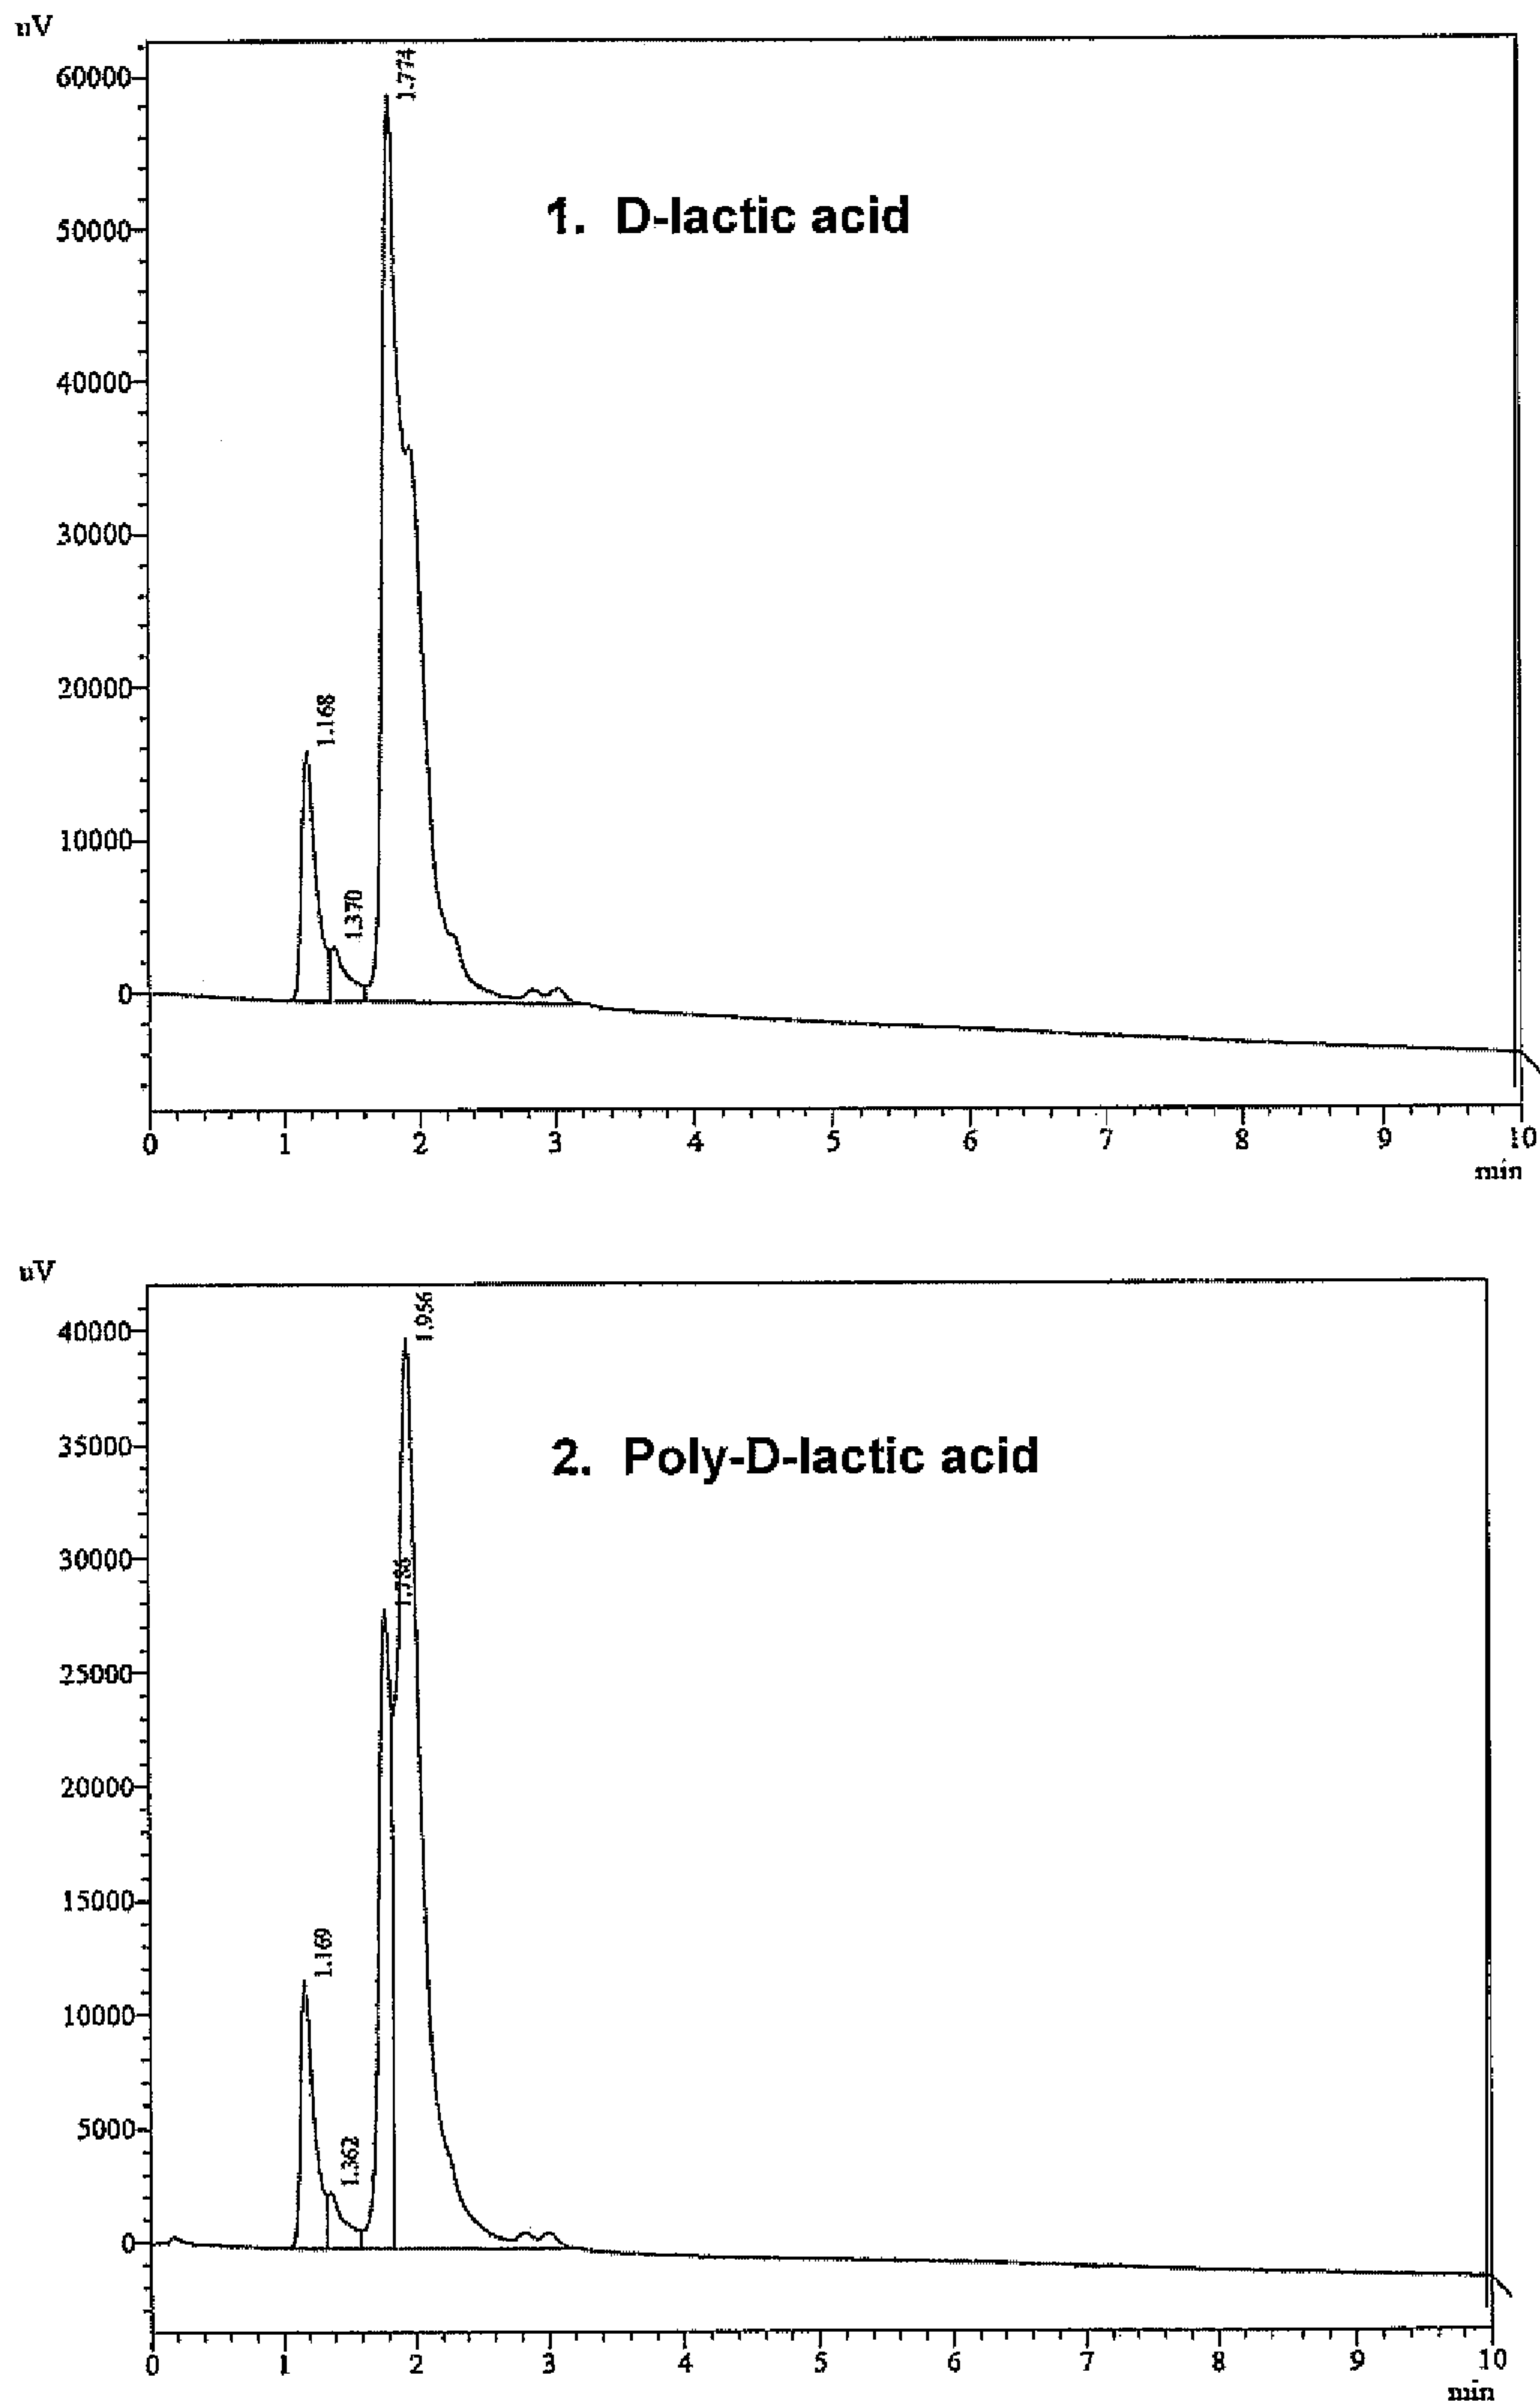 uV
60000
50000
40000
30000
20000
10000
0
1.774
1. D-lactic acid
1.168
1.370
0 1 2 3 4 5 6 7 8 9 10
min
uV
40000
35000
30000
25000
20000
15000
10000
5000
0
1.956
2. Poly-D-lactic acid
1.786
1.169
1.362
0 1 2 3 4 5 6 7 8 9 10
min